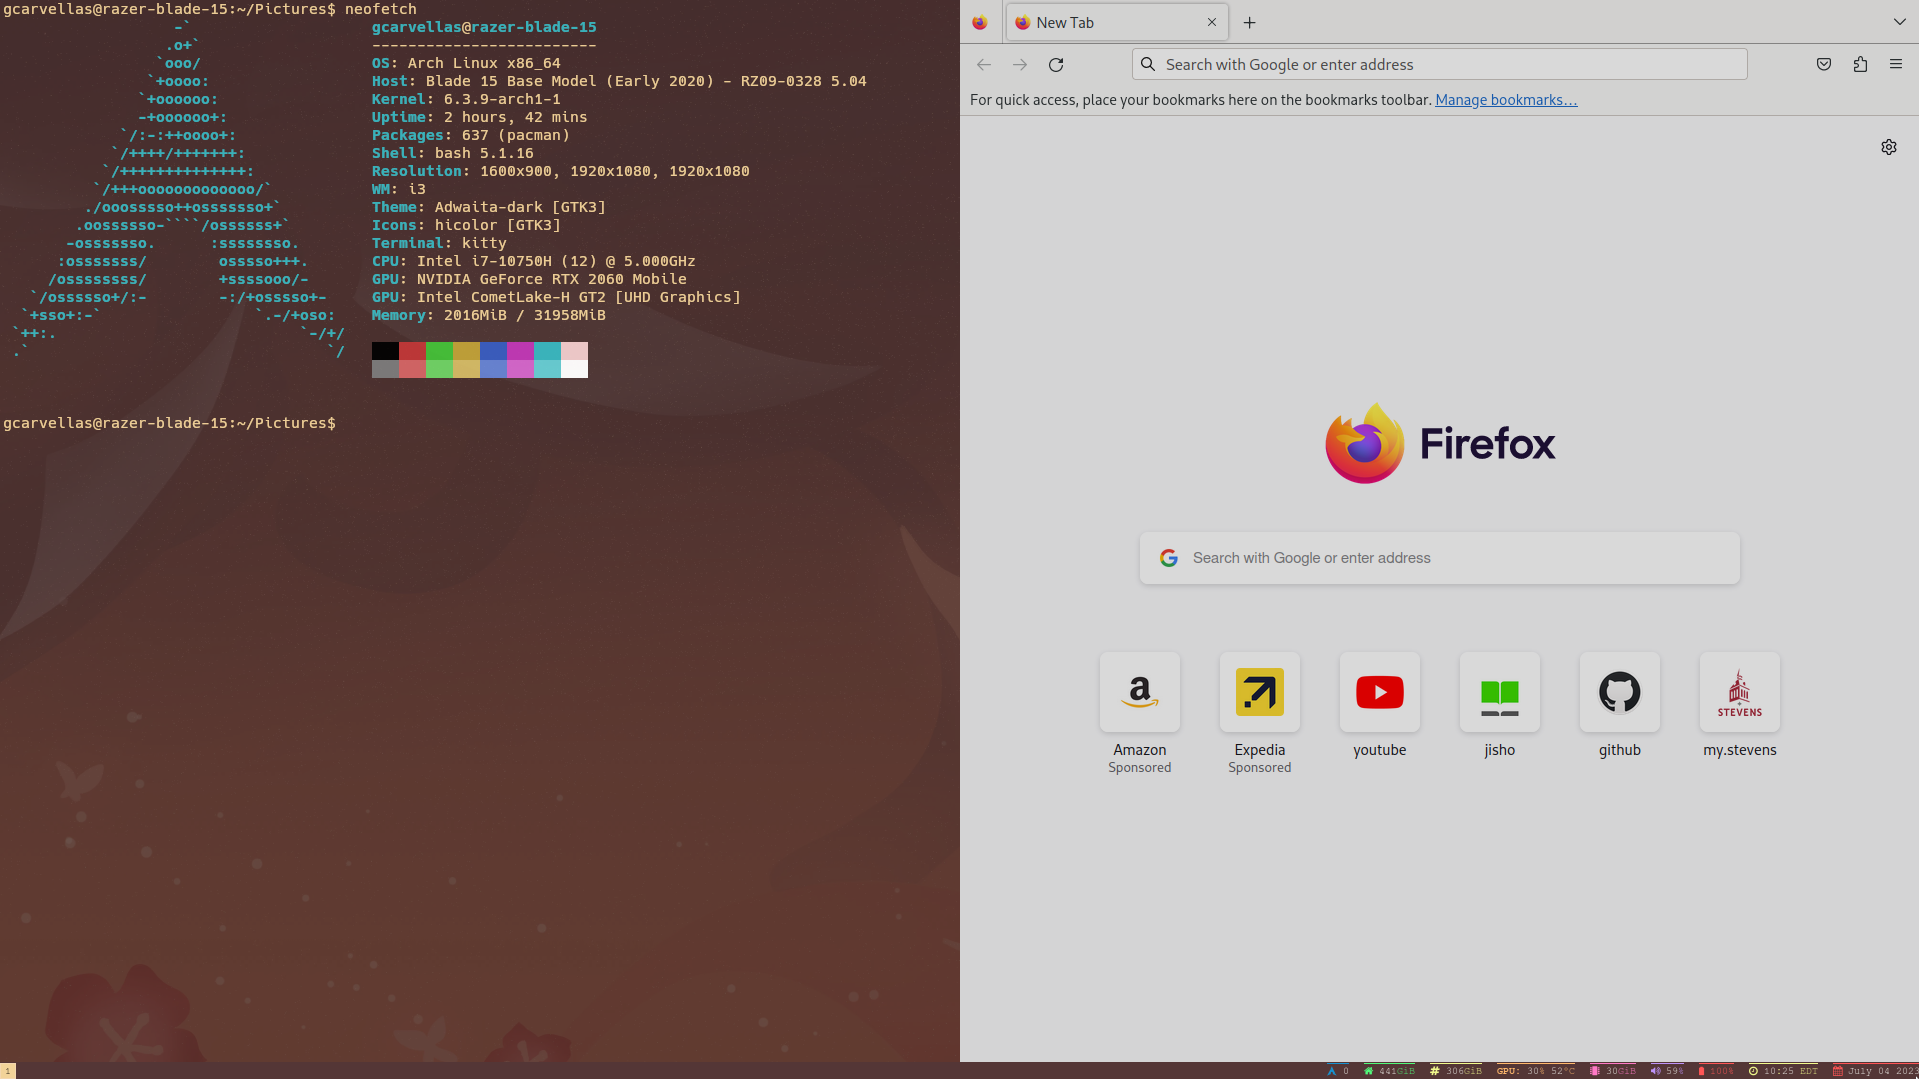 gcarvellas@razer-blade-15:~/Pictures$ neofetch
gcarvellas@razer-blade-15
-------------------------
OS: Arch Linux x86_64
Host: Blade 15 Base Model (Early 2020) - RZ09-0328 5.04
Kernel: 6.3.9-arch1-1
Uptime: 2 hours, 42 mins
Packages: 637 (pacman)
Shell: bash 5.1.16
Resolution: 1600x900, 1920x1080, 1920x1080
WM: i3
Theme: Adwaita-dark [GTK3]
Icons: hicolor [GTK3]
Terminal: kitty
CPU: Intel i7-10750H (12) @ 5.000GHz
GPU: NVIDIA GeForce RTX 2060 Mobile
GPU: Intel CometLake-H GT2 [UHD Graphics]
Memory: 2016MiB / 31958MiB
gcarvellas@razer-blade-15:~/Pictures$
New Tab
Search with Google or enter address
For quick access, place your bookmarks here on the bookmarks toolbar. Manage bookmarks…
Firefox
Search with Google or enter address
STEVENS
Amazon
Sponsored
Expedia
Sponsored
youtube
jisho
github
my.stevens
1
0 441GiB # 306GiB GPU: 30% 52°C 30GiB 59% 100% 10:25 EDT July 04 2023